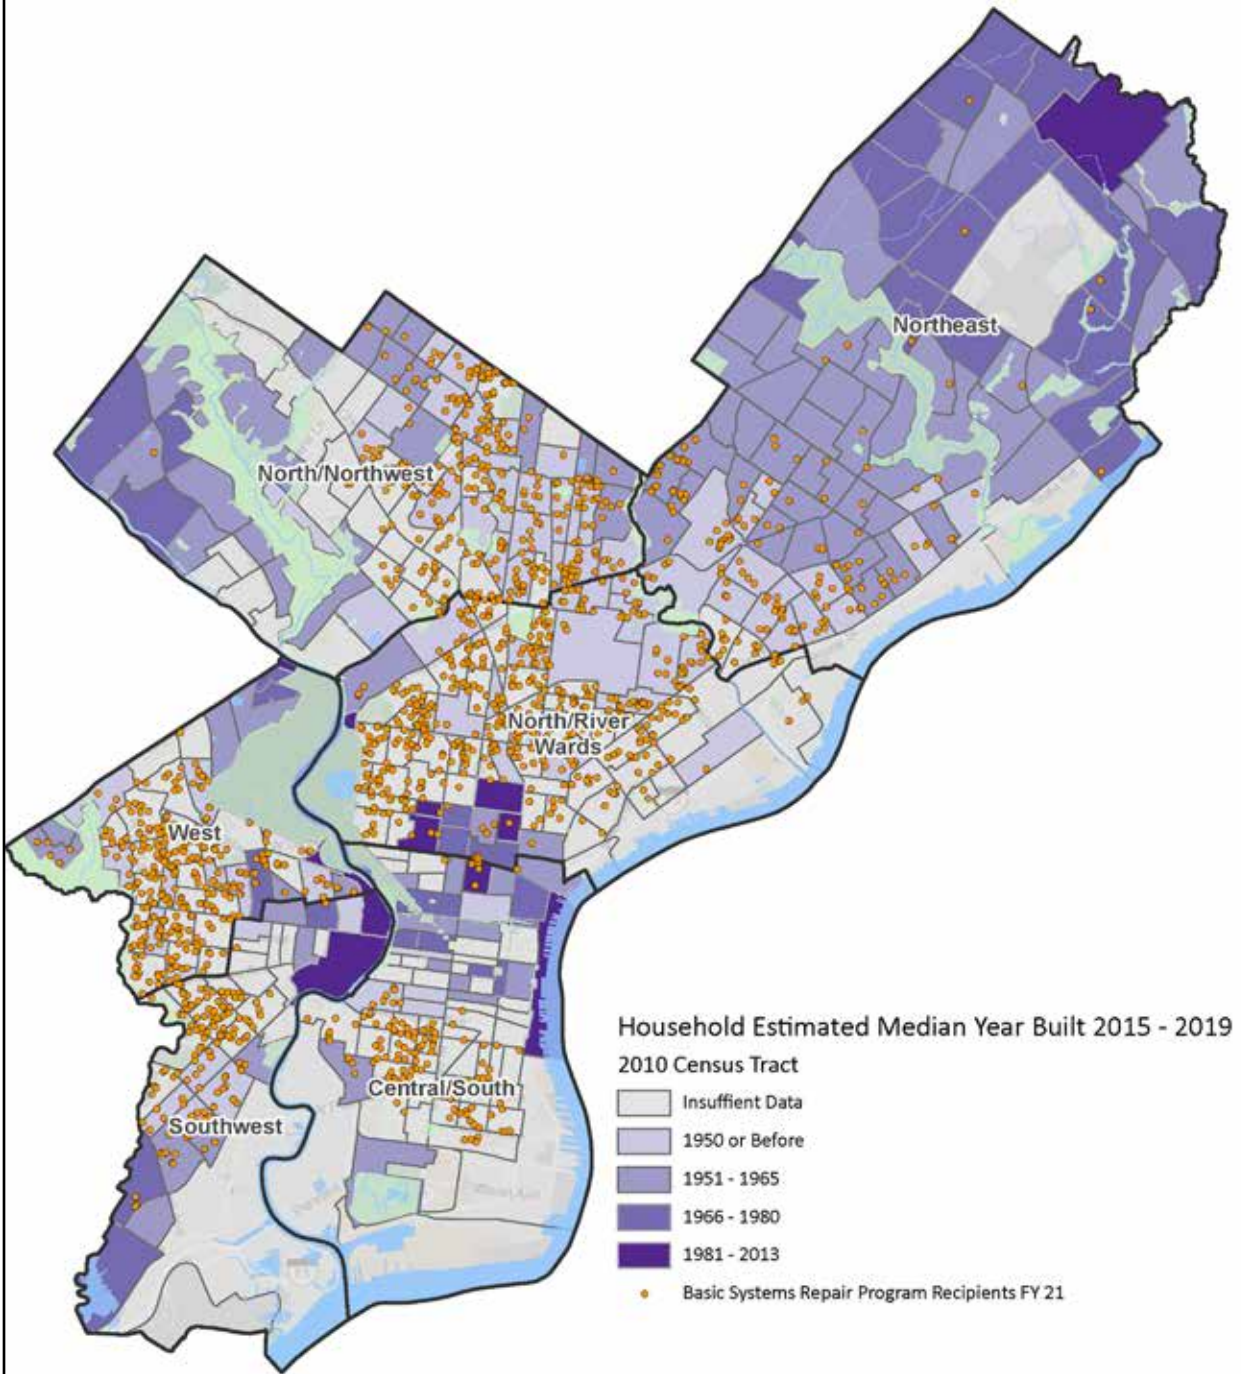 Northeast
North/Northwest
North/River
Wards
West
Central/South
Southwest
Household Estimated Median Year Built 2015 - 2019
2010 Census Tract
Insuffient Data
1950 or Before
1951 - 1965
1966 - 1980
1981 - 2013
Basic Systems Repair Program Recipients FY 21